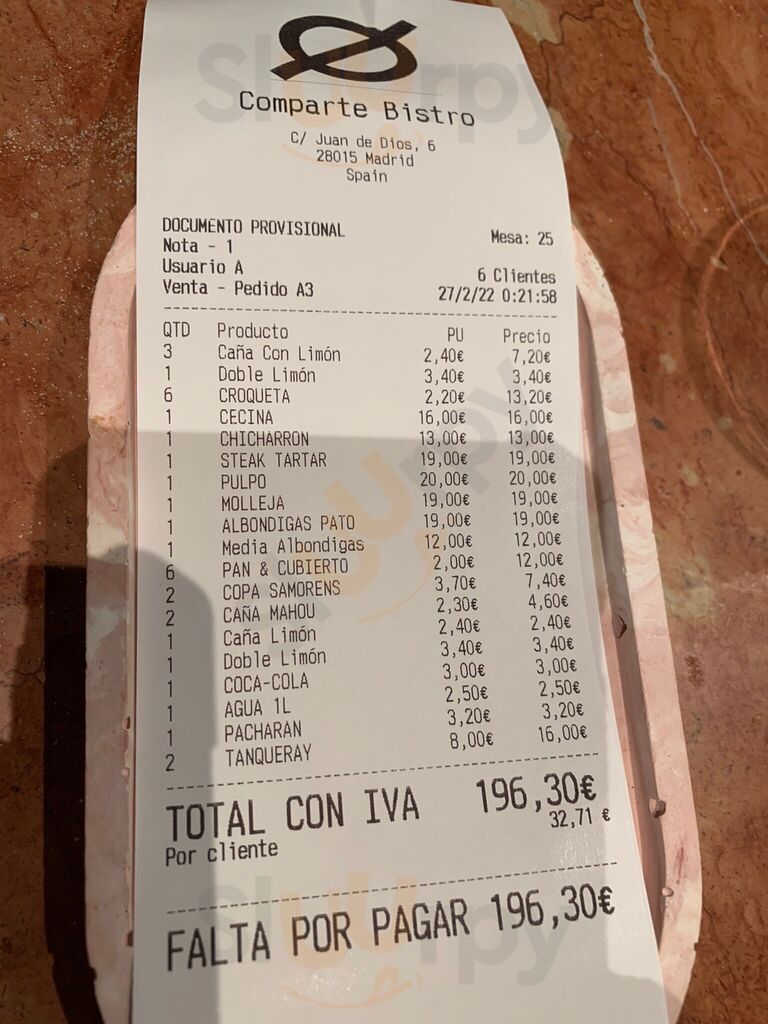 Comparte Bistro
C/ Juan de Dios, 6
28015 Madrid
Spain
DOCUMENTO PROVISIONAL
Nota - 1 Mesa: 25
Usuario A 6 Clientes
Venta - Pedido A3 27/2/22 0:21:58
QTD Producto PU Precio
3 Caña Con Limón 2,40€ 7,20€
1 Doble Limón 3,40€ 3,40€
6 CROQUETA 2,20€ 13,20€
1 CECINA 16,00€ 16,00€
1 CHICHARRON 13,00€ 13,00€
1 STEAK TARTAR 19,00€ 19,00€
1 PULPO 20,00€ 20,00€
1 MOLLEJA 19,00€ 19,00€
1 ALBONDIGAS PATO 19,00€ 19,00€
1 Media Albondigas 12,00€ 12,00€
6 PAN & CUBIERTO 2,00€ 12,00€
2 COPA SAMORENS 3,70€ 7,40€
2 CAÑA MAHOU 2,30€ 4,60€
1 Caña Limón 2,40€ 2,40€
1 Doble Limón 3,40€ 3,40€
1 COCA-COLA 3,00€ 3,00€
1 AGUA 1L 2,50€ 2,50€
1 PACHARAN 3,20€ 3,20€
2 TANQUERAY 8,00€ 16,00€
TOTAL CON IVA 196,30€
Por cliente 32,71 €
FALTA POR PAGAR 196,30€
Sluurpy
Sluurpy
Sluurpy